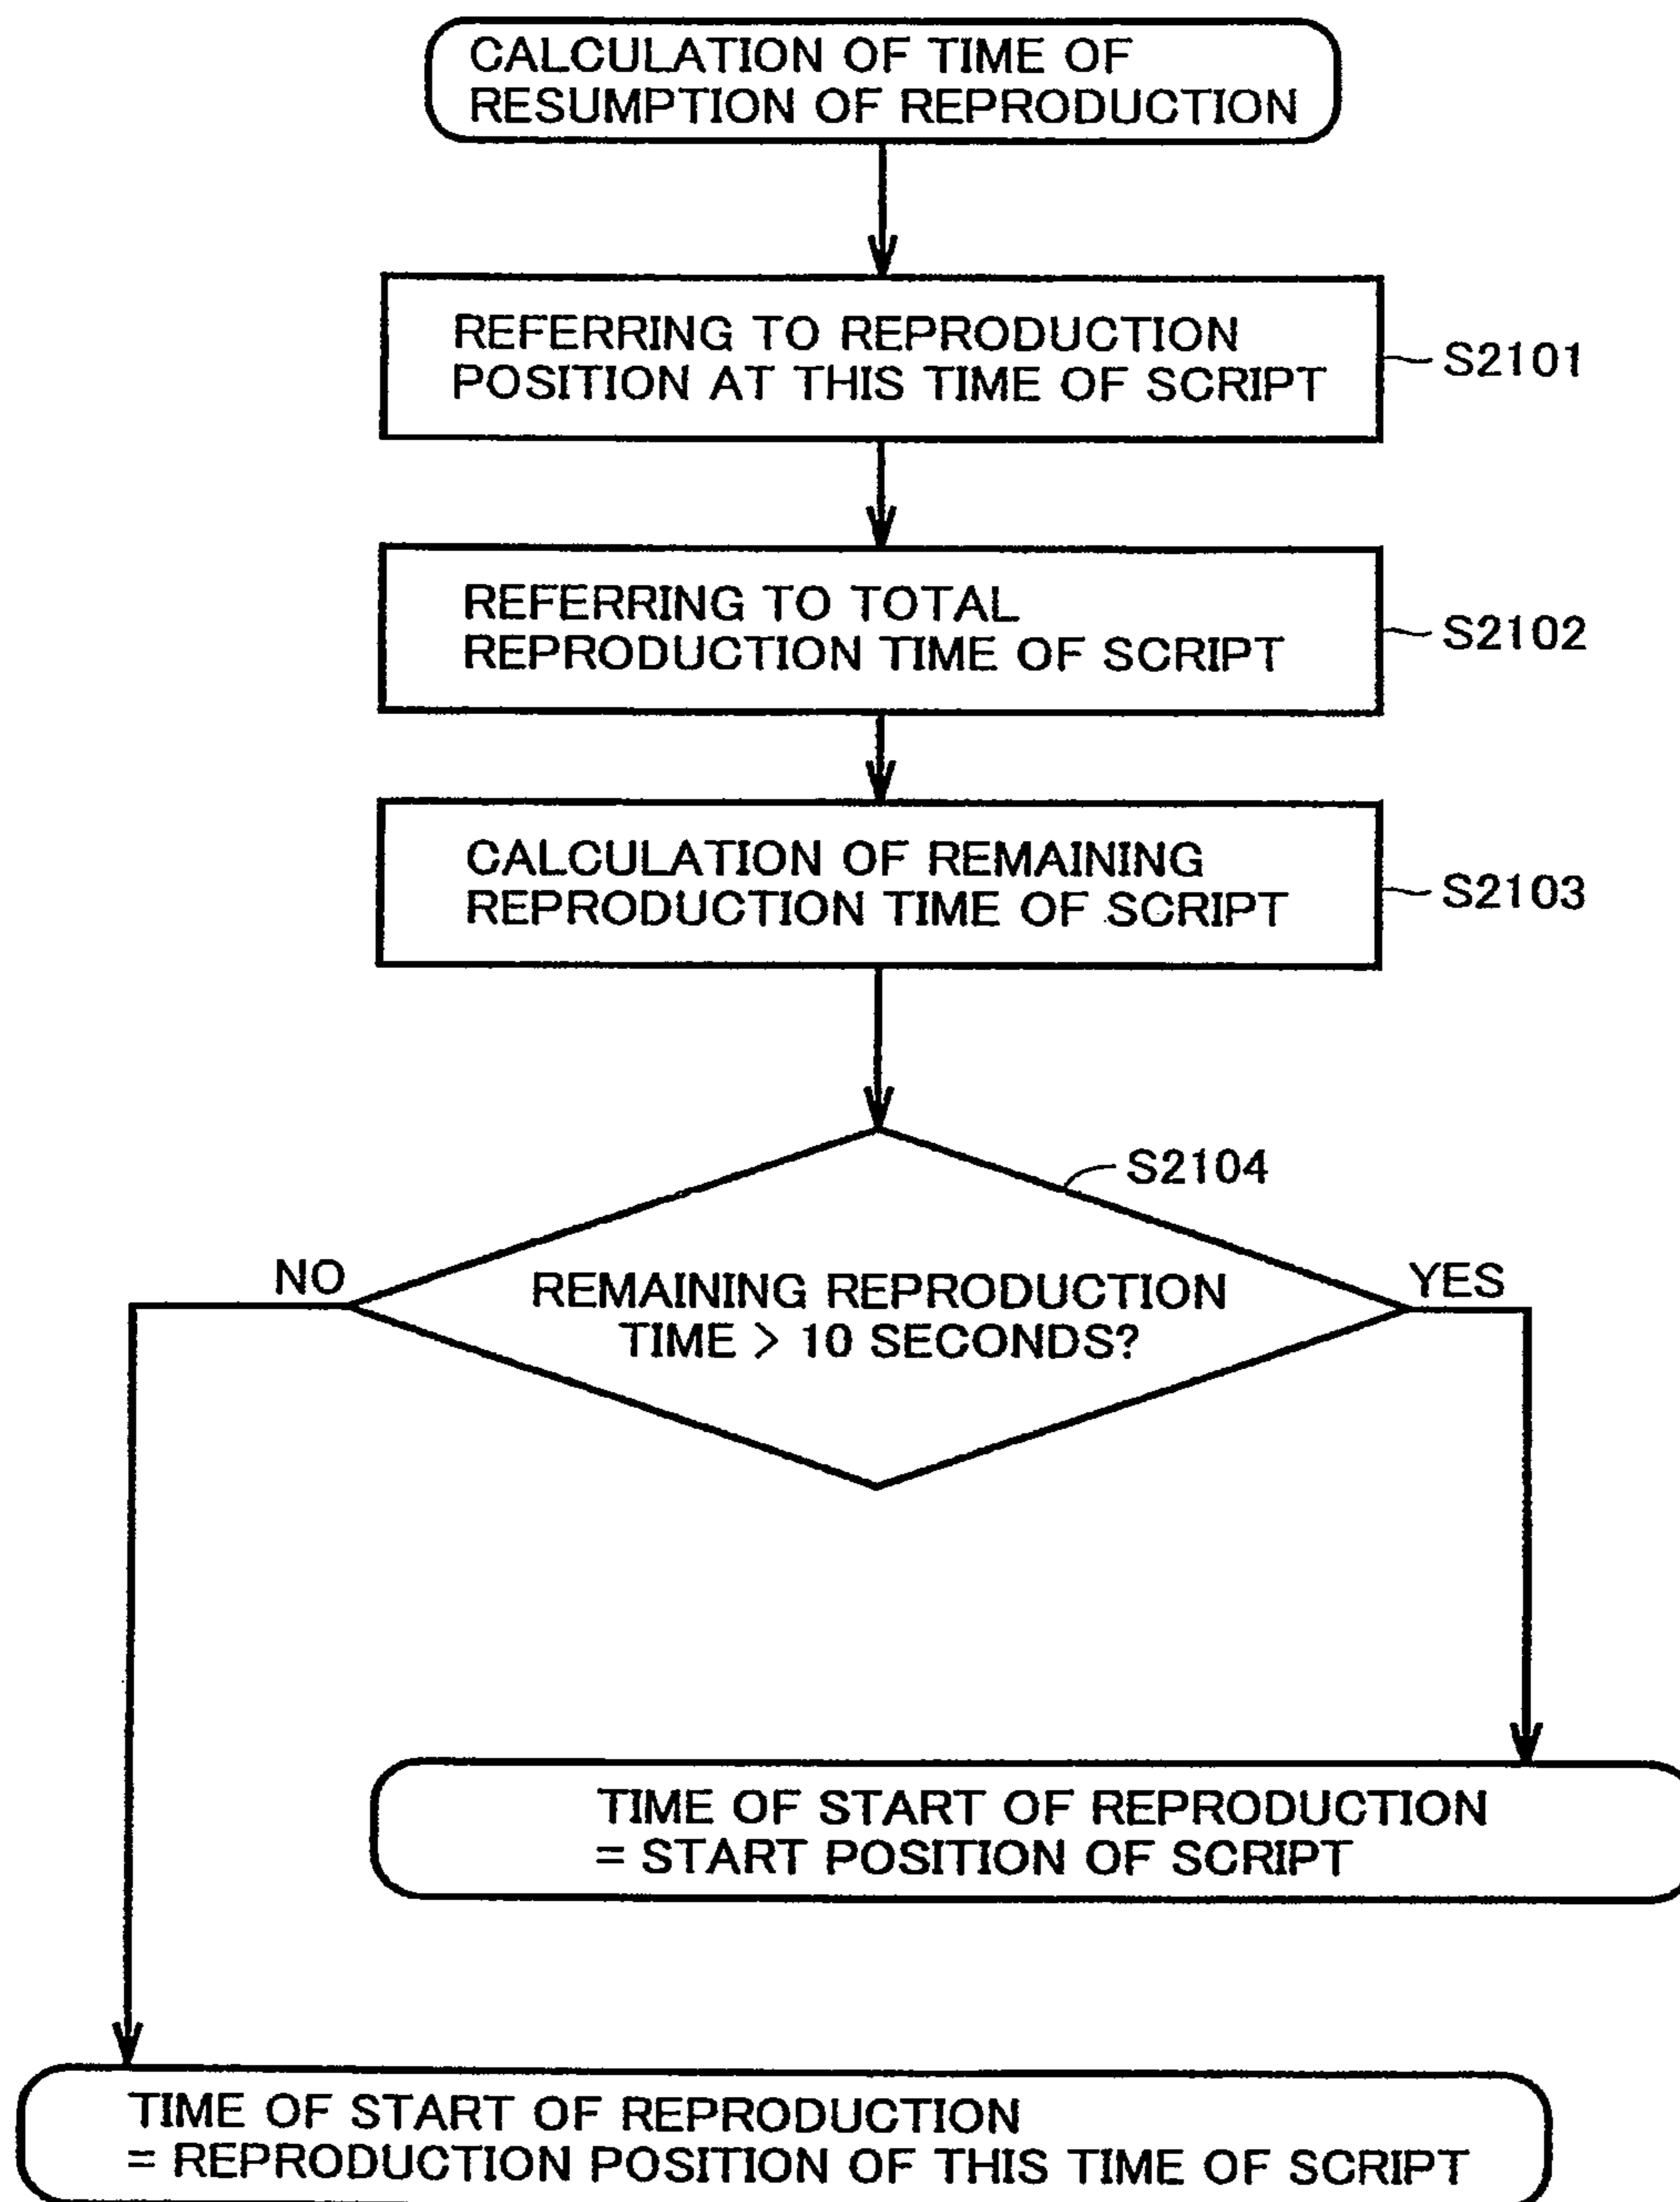 CALCULATION OF TIME OF
RESUMPTION OF REPRODUCTION
REFERRING TO REPRODUCTION
POSITION AT THIS TIME OF SCRIPT
S2101
REFERRING TO TOTAL
REPRODUCTION TIME OF SCRIPT
S2102
CALCULATION OF REMAINING
REPRODUCTION TIME OF SCRIPT
S2103
S2104
NO
REMAINING REPRODUCTION
TIME > 10 SECONDS?
YES
TIME OF START OF REPRODUCTION
= START POSITION OF SCRIPT
TIME OF START OF REPRODUCTION
= REPRODUCTION POSITION OF THIS TIME OF SCRIPT